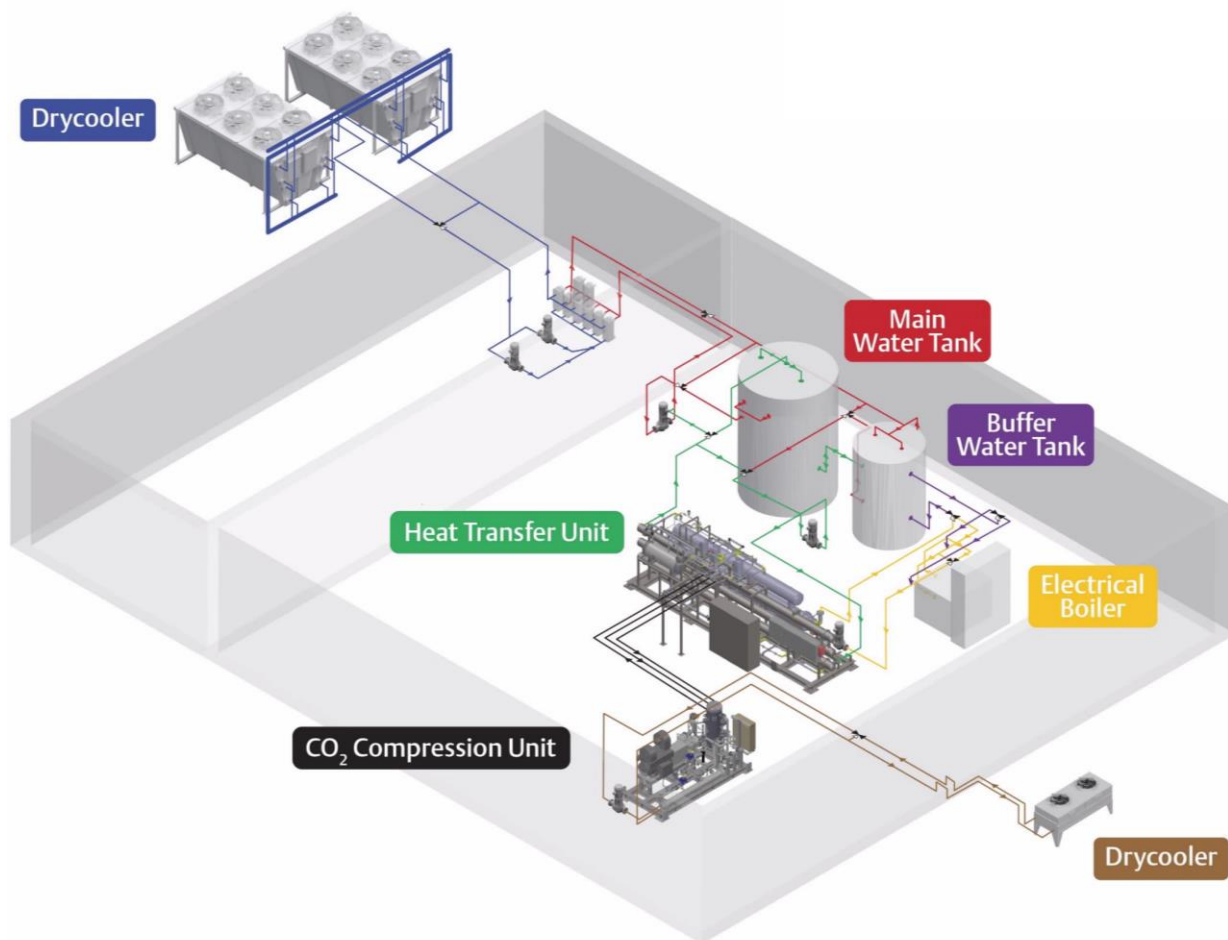 Drycooler
Main
Water Tank
Buffer
Water Tank
Heat Transfer Unit
Electrical
Boiler
CO₂ Compression Unit
Drycooler